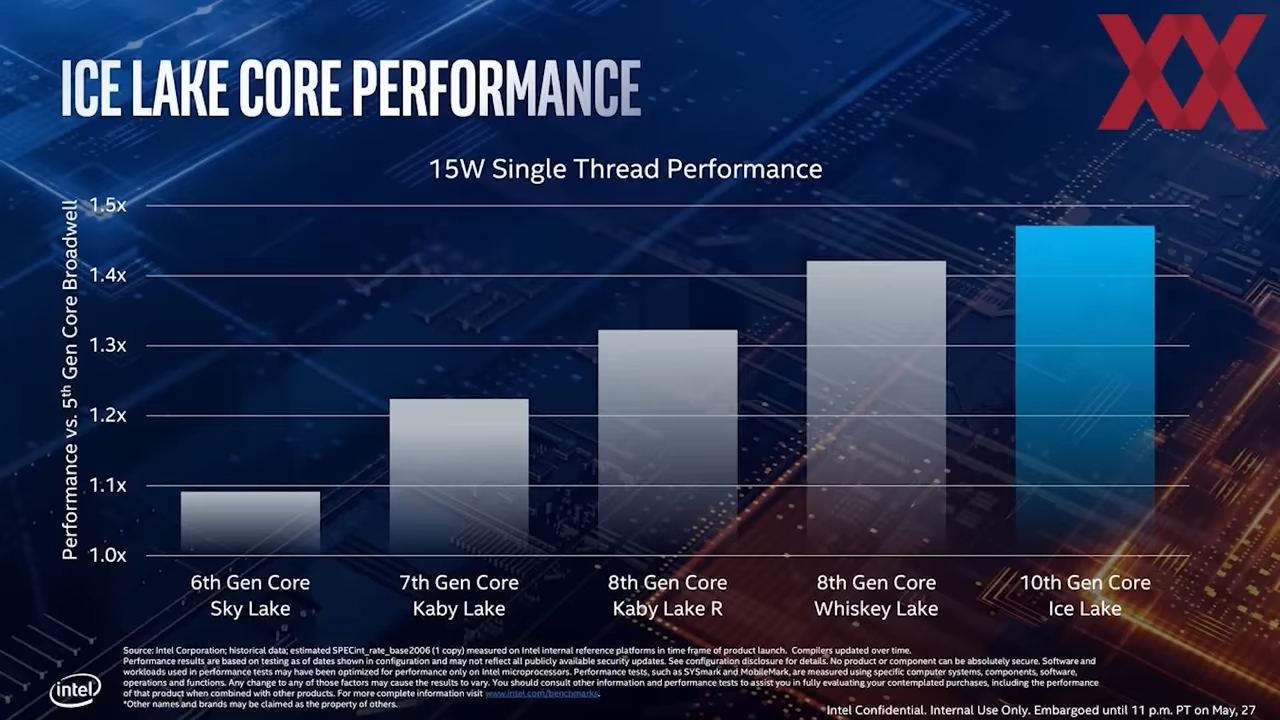 ICE LAKE CORE PERFORMANCE
15W Single Thread Performance
Performance vs. 5th Gen Core Broadwell
1.5x
1.4x
1.3x
1.2x
1.1x
1.0x
6th Gen Core
Sky Lake
7th Gen Core
Kaby Lake
8th Gen Core
Kaby Lake R
8th Gen Core
Whiskey Lake
10th Gen Core
Ice Lake
Source: Intel Corporation; historical data; estimated SPECint_rate_base2006 (1 copy) measured on Intel internal reference platforms in time frame of product launch. Compilers updated over time.
Performance results are based on testing as of dates shown in configuration and may not reflect all publicly available security updates. See configuration disclosure for details. No product or component can be absolutely secure. Software and
workloads used in performance tests may have been optimized for performance only on Intel microprocessors. Performance tests, such as SYSmark and MobileMark, are measured using specific computer systems, components, software,
operations and functions. Any change to any of those factors may cause the results to vary. You should consult other information and performance tests to assist you in fully evaluating your contemplated purchases, including the performance
of that product when combined with other products. For more complete information visit www.intel.com/benchmarks.
*Other names and brands may be claimed as the property of others.
intel
Intel Confidential. Internal Use Only. Embargoed until 11 p.m. PT on May, 27